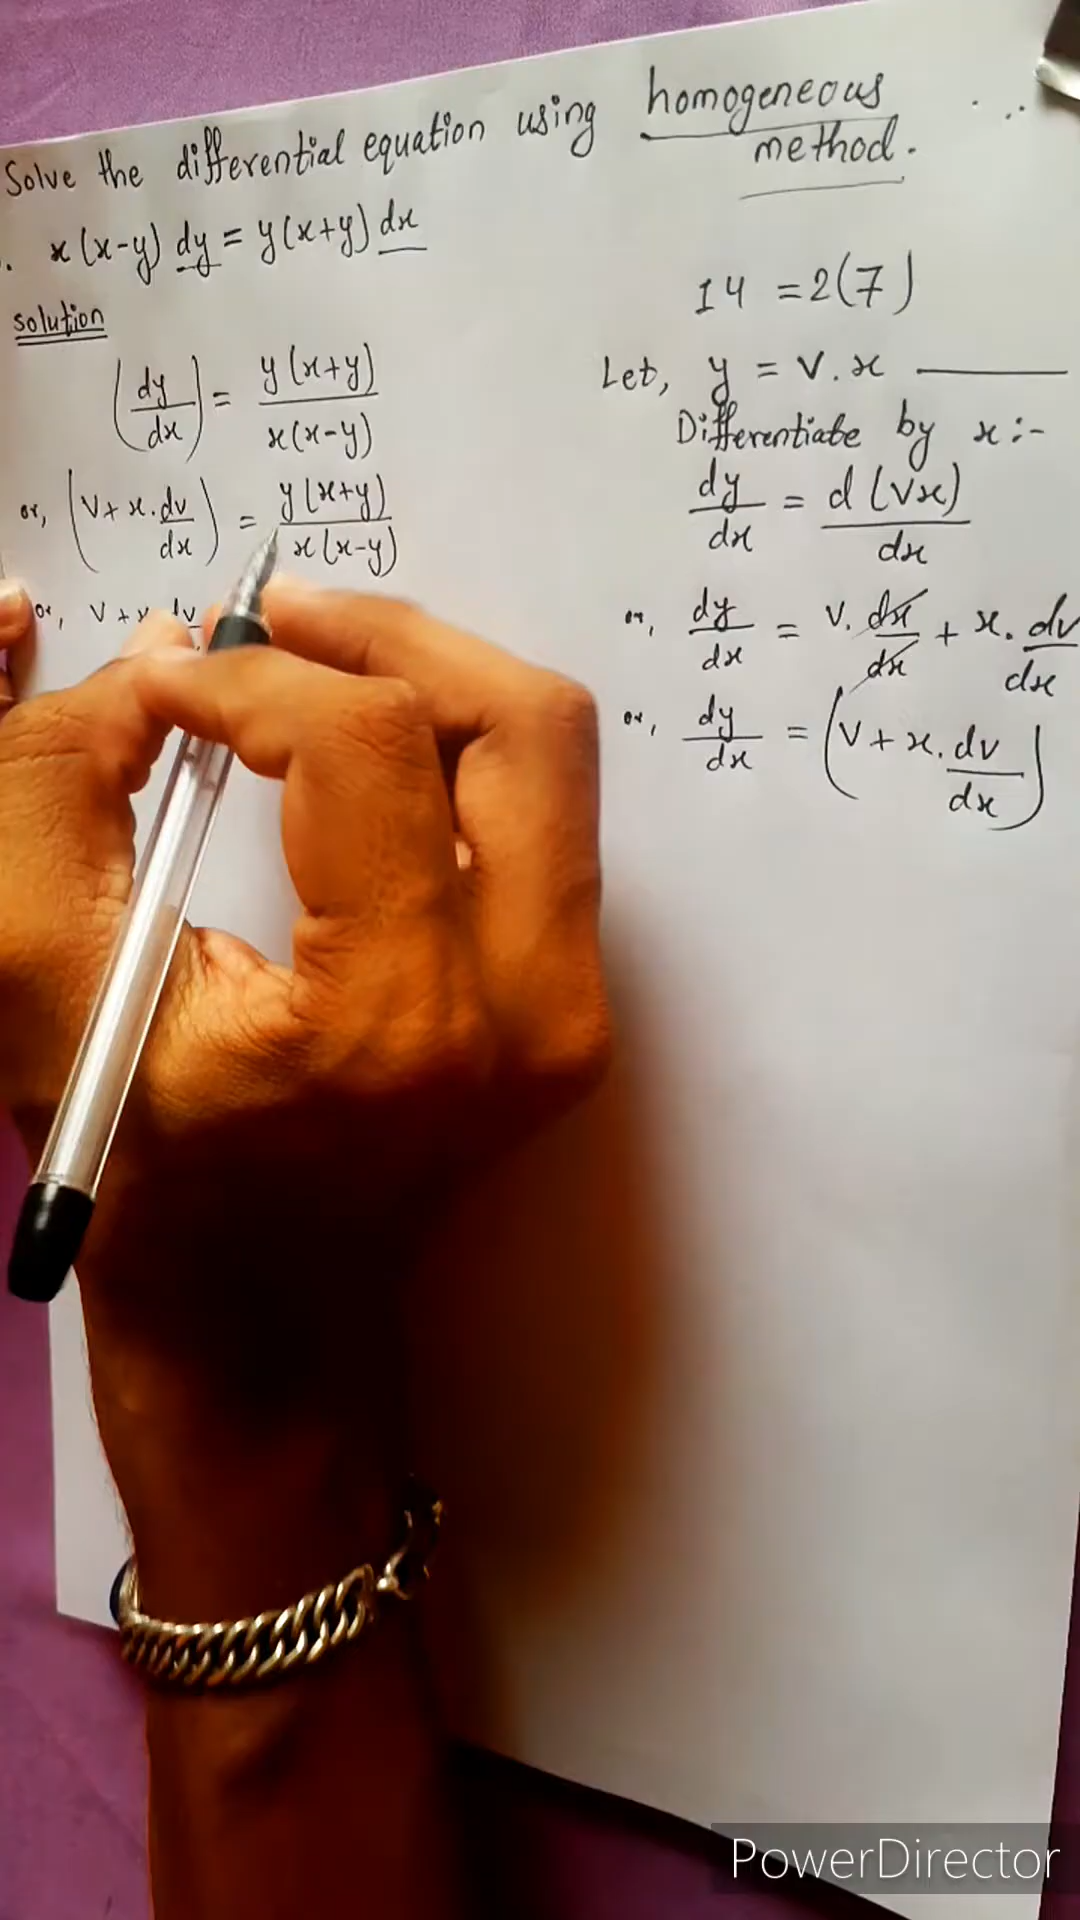 Solve the differential equation using homogeneous method.
. x(x-y) dy = y(x+y) dx
solution
(dy/dx) = y(x+y)/x(x-y)
or, (v + x.dv/dx) = y(x+y)/x(x-y)
or, v + x dv
14 = 2(7)
Let, y = v.x
Differentiate by x:-
dy/dx = d(vx)/dx
or, dy/dx = v.dx/dx + x.dv/dx
or, dy/dx = (v + x.dv/dx)
PowerDirector